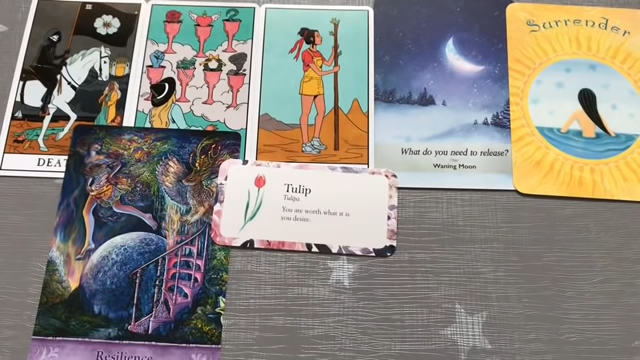 DEAT
What do you need to release?
Waning Moon
Surrender
Tulip
Tulipa
You are worth what it is
you desire.
Resilience